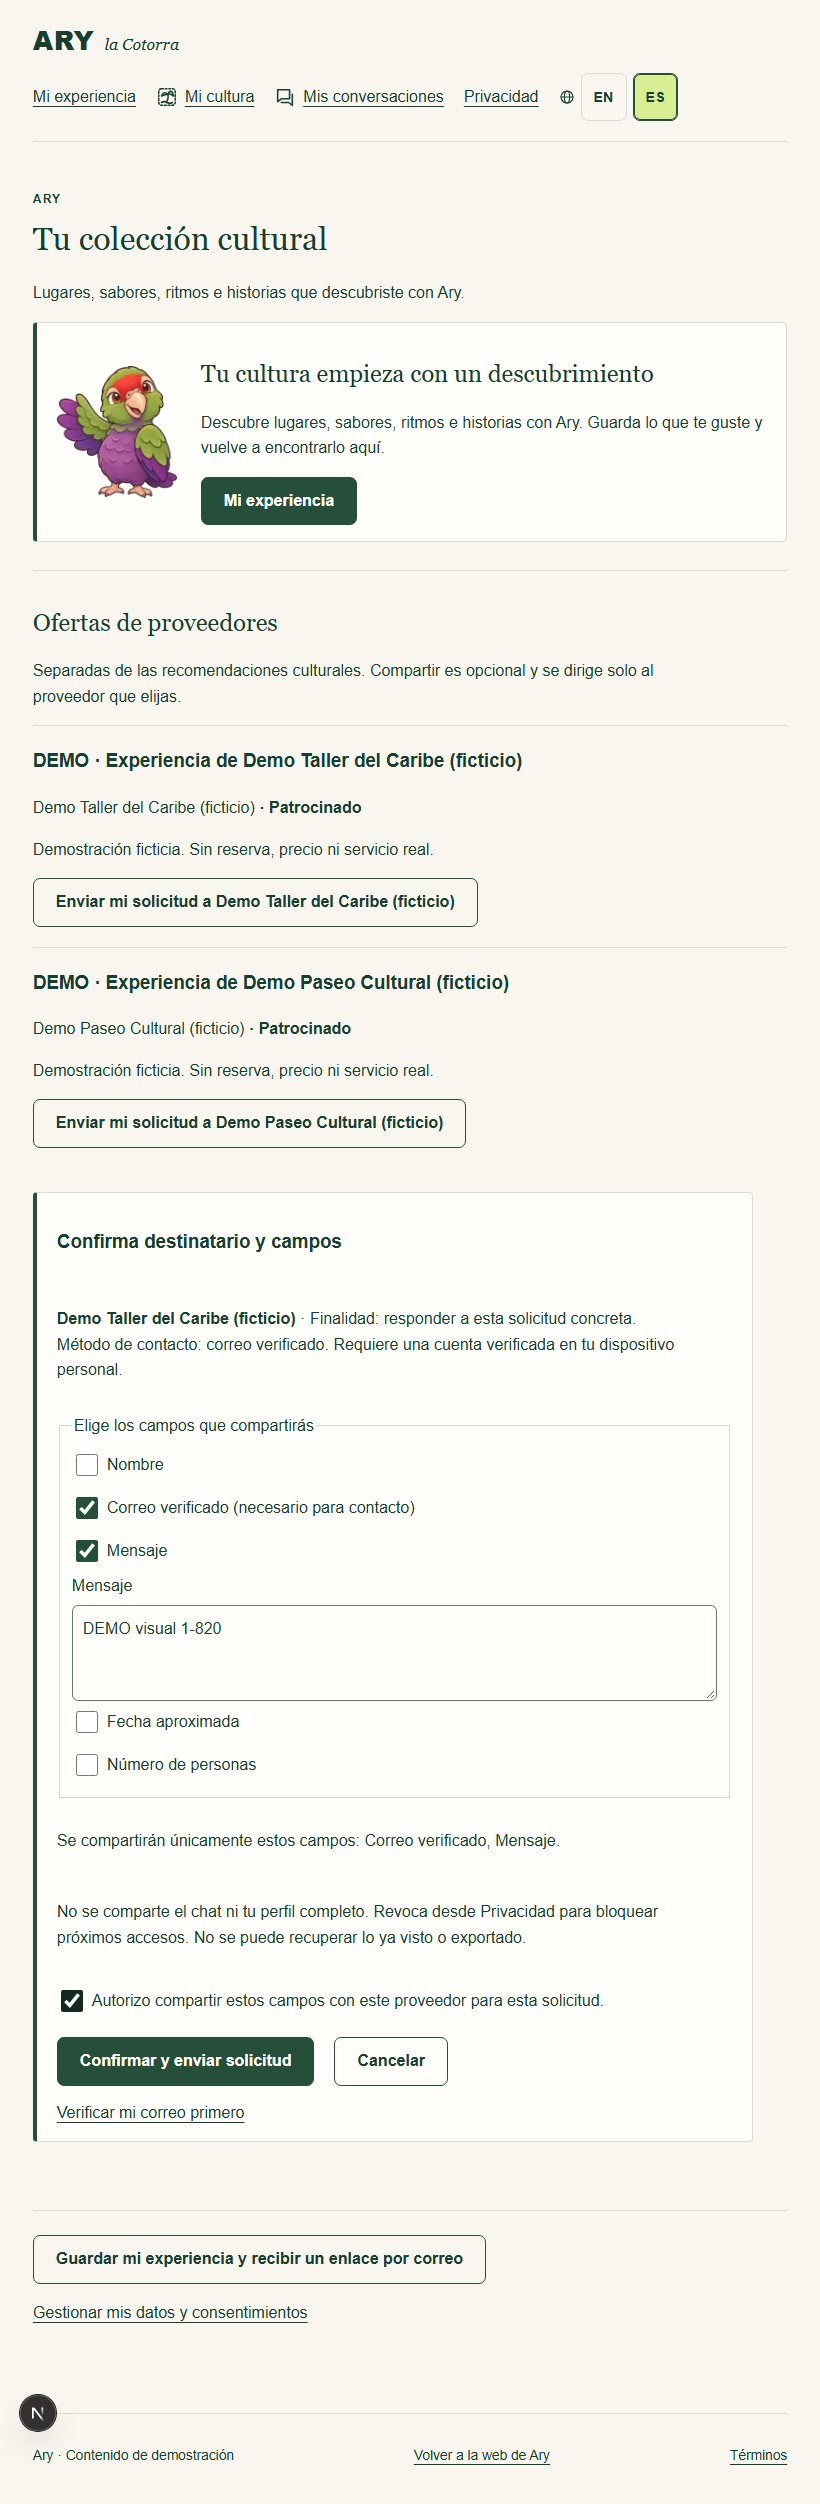 ARY la Cotorra
Mi experiencia Mi cultura Mis conversaciones Privacidad EN ES
ARY
Tu colección cultural
Lugares, sabores, ritmos e historias que descubriste con Ary.
Tu cultura empieza con un descubrimiento
Descubre lugares, sabores, ritmos e historias con Ary. Guarda lo que te guste y
vuelve a encontrarlo aquí.
Mi experiencia
Ofertas de proveedores
Separadas de las recomendaciones culturales. Compartir es opcional y se dirige solo al
proveedor que elijas.
DEMO · Experiencia de Demo Taller del Caribe (ficticio)
Demo Taller del Caribe (ficticio) · Patrocinado
Demostración ficticia. Sin reserva, precio ni servicio real.
Enviar mi solicitud a Demo Taller del Caribe (ficticio)
DEMO · Experiencia de Demo Paseo Cultural (ficticio)
Demo Paseo Cultural (ficticio) · Patrocinado
Demostración ficticia. Sin reserva, precio ni servicio real.
Enviar mi solicitud a Demo Paseo Cultural (ficticio)
Confirma destinatario y campos
Demo Taller del Caribe (ficticio) · Finalidad: responder a esta solicitud concreta.
Método de contacto: correo verificado. Requiere una cuenta verificada en tu dispositivo
personal.
Elige los campos que compartirás
Nombre
Correo verificado (necesario para contacto)
Mensaje
Mensaje
DEMO visual 1-820
Fecha aproximada
Número de personas
Se compartirán únicamente estos campos: Correo verificado, Mensaje.
No se comparte el chat ni tu perfil completo. Revoca desde Privacidad para bloquear
próximos accesos. No se puede recuperar lo ya visto o exportado.
Autorizo compartir estos campos con este proveedor para esta solicitud.
Confirmar y enviar solicitud Cancelar
Verificar mi correo primero
Guardar mi experiencia y recibir un enlace por correo
Gestionar mis datos y consentimientos
N
Ary · Contenido de demostración Volver a la web de Ary Términos